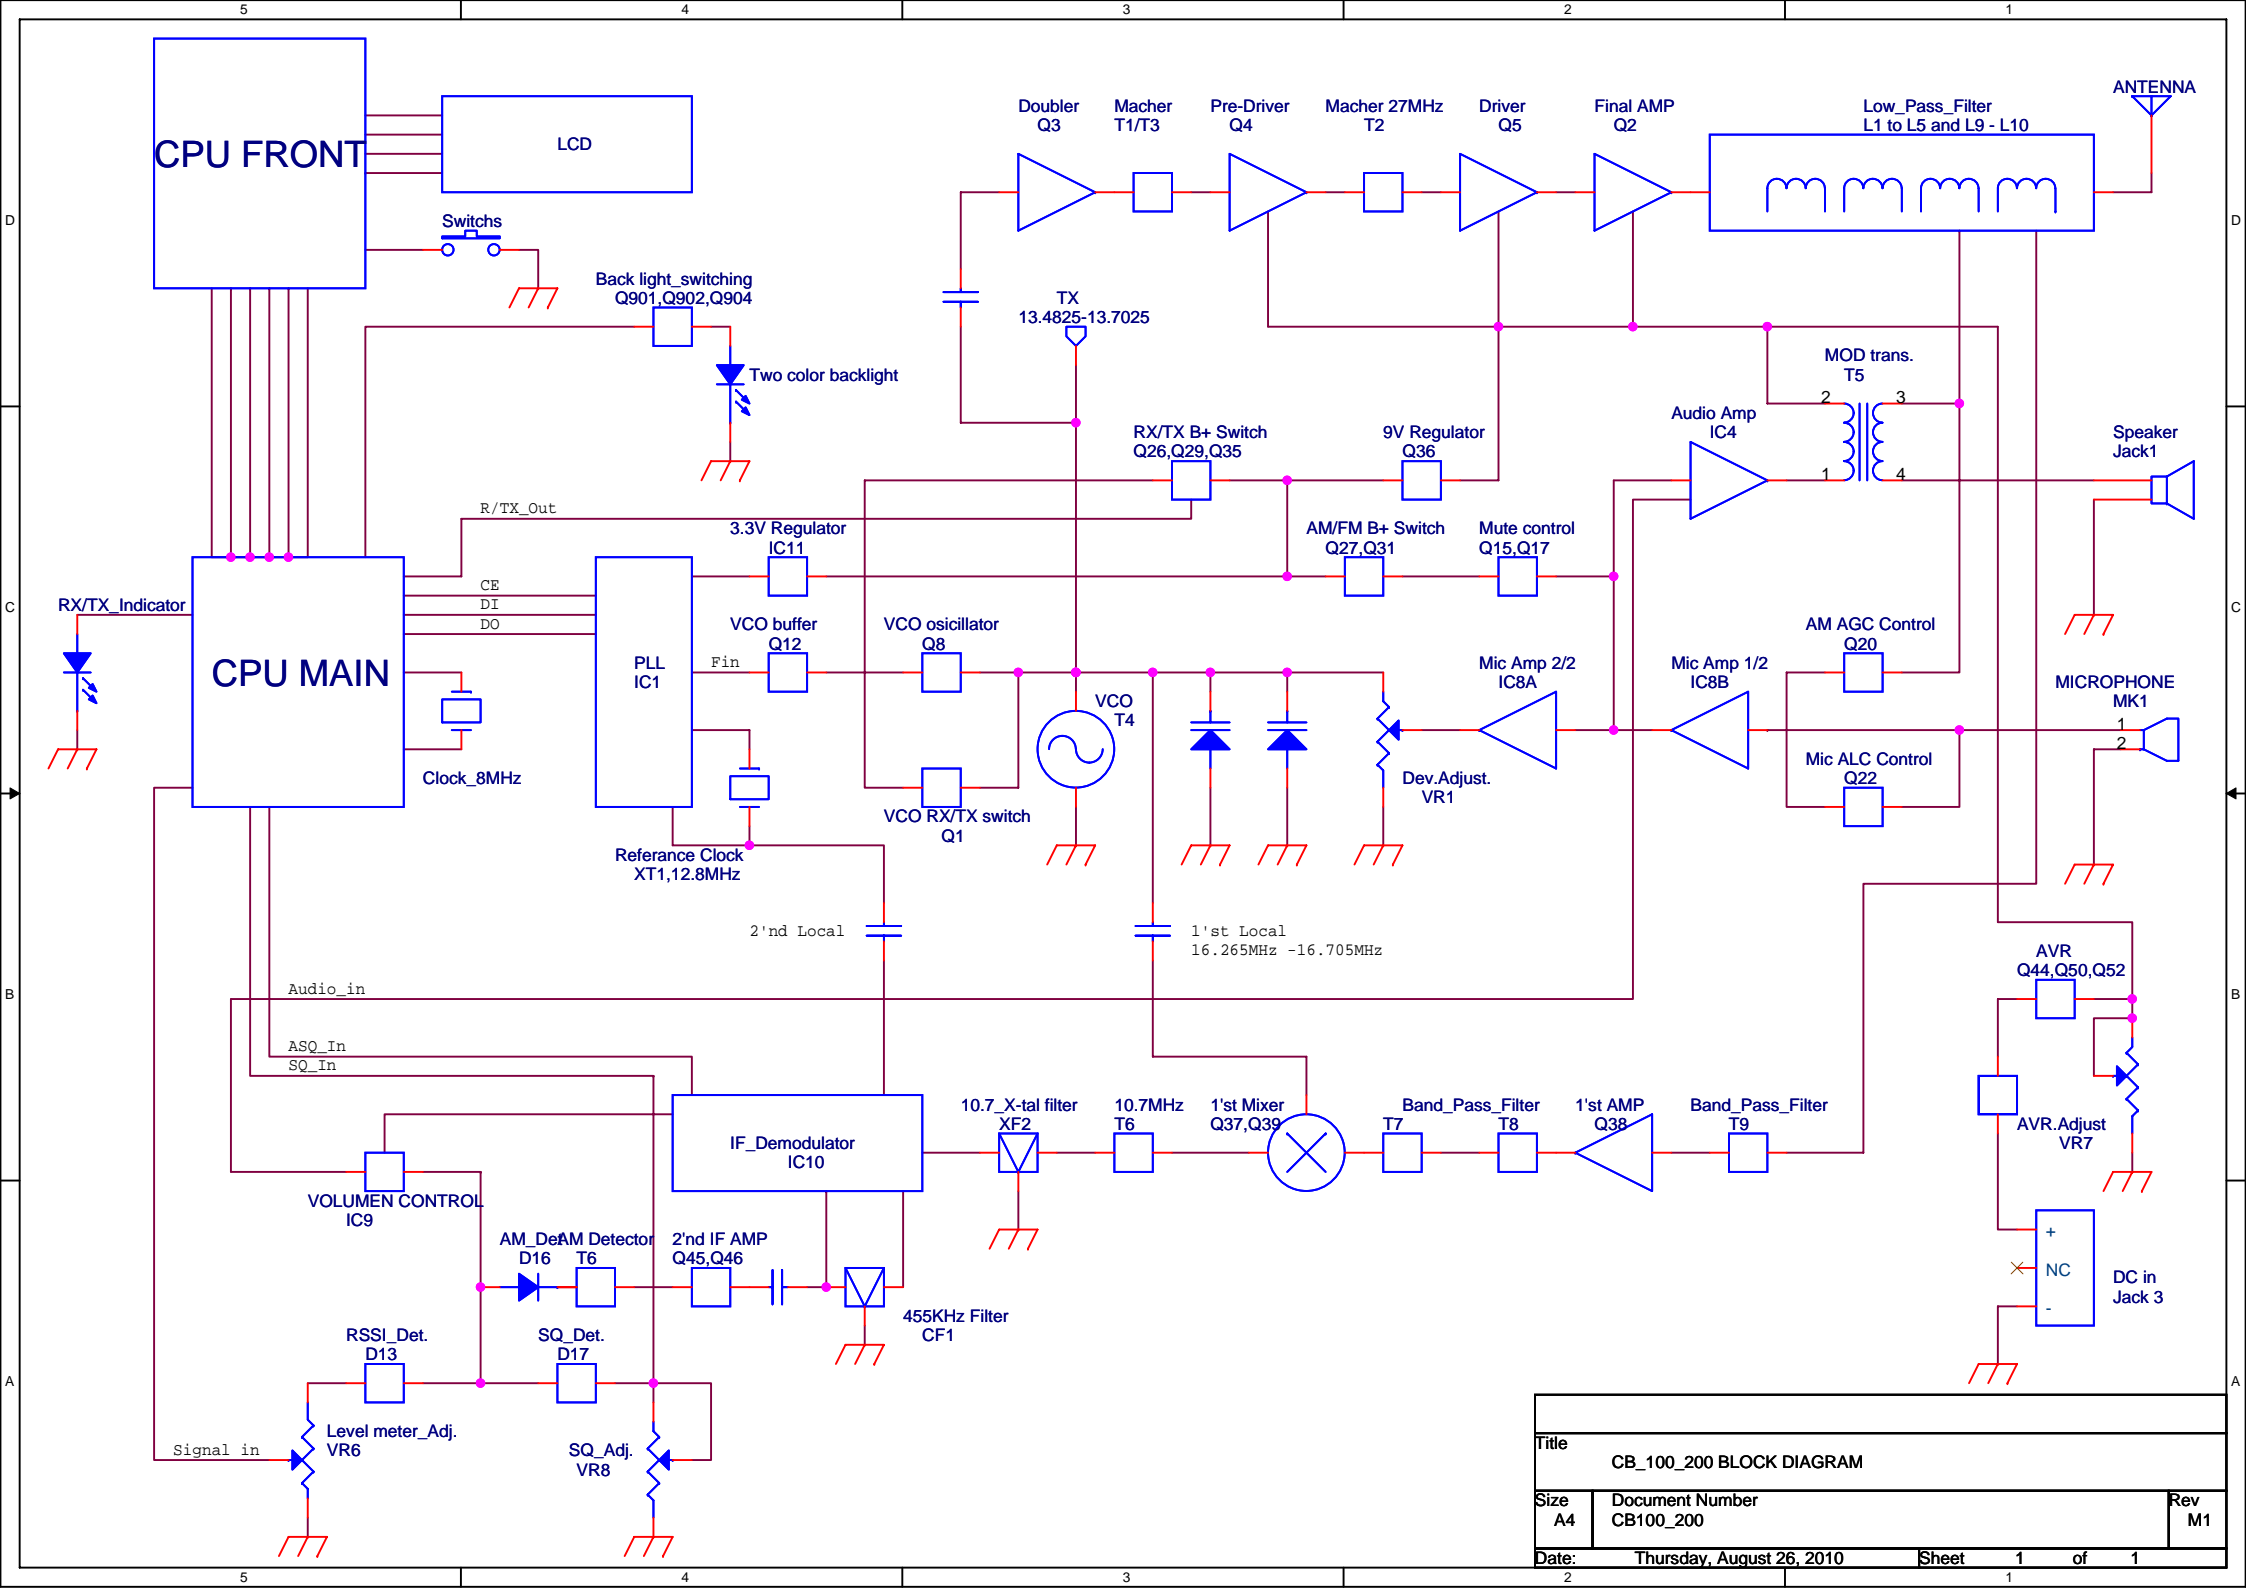 5
4
3
2
1
D
D
C
C
B
B
A
A
CPU FRONT
LCD
Switchs
Back light_switching
Q901,Q902,Q904
Two color backlight
Doubler
Q3
Macher
T1/T3
Pre-Driver
Q4
Macher 27MHz
T2
Driver
Q5
Final AMP
Q2
Low_Pass_Filter
L1 to L5 and L9 - L10
ANTENNA
TX
13.4825-13.7025
MOD trans.
T5
2
3
1
4
Audio Amp
IC4
Speaker
Jack1
RX/TX B+ Switch
Q26,Q29,Q35
9V Regulator
Q36
R/TX_Out
3.3V Regulator
IC11
AM/FM B+ Switch
Q27,Q31
Mute control
Q15,Q17
RX/TX_Indicator
CPU MAIN
CE
DI
DO
Clock_8MHz
PLL
IC1
Fin
VCO buffer
Q12
VCO osicillator
Q8
VCO
T4
VCO RX/TX switch
Q1
Referance Clock
XT1,12.8MHz
Dev.Adjust.
VR1
Mic Amp 2/2
IC8A
Mic Amp 1/2
IC8B
AM AGC Control
Q20
Mic ALC Control
Q22
MICROPHONE
MK1
1
2
2'nd Local
1'st Local
16.265MHz -16.705MHz
Audio_in
ASQ_In
SQ_In
AVR
Q44,Q50,Q52
AVR.Adjust
VR7
IF_Demodulator
IC10
10.7_X-tal filter
XF2
10.7MHz
T6
1'st Mixer
Q37,Q39
Band_Pass_Filter
T7
T8
1'st AMP
Q38
Band_Pass_Filter
T9
VOLUMEN CONTROL
IC9
AM_Det
D16
AM Detector
T6
2'nd IF AMP
Q45,Q46
455KHz Filter
CF1
+
NC
-
DC in
Jack 3
RSSI_Det.
D13
SQ_Det.
D17
Signal in
Level meter_Adj.
VR6
SQ_Adj.
VR8
Title
CB_100_200 BLOCK DIAGRAM
Size
A4
Document Number
CB100_200
Rev
M1
Date:
Thursday, August 26, 2010
Sheet
1
of
1
5
4
3
2
1